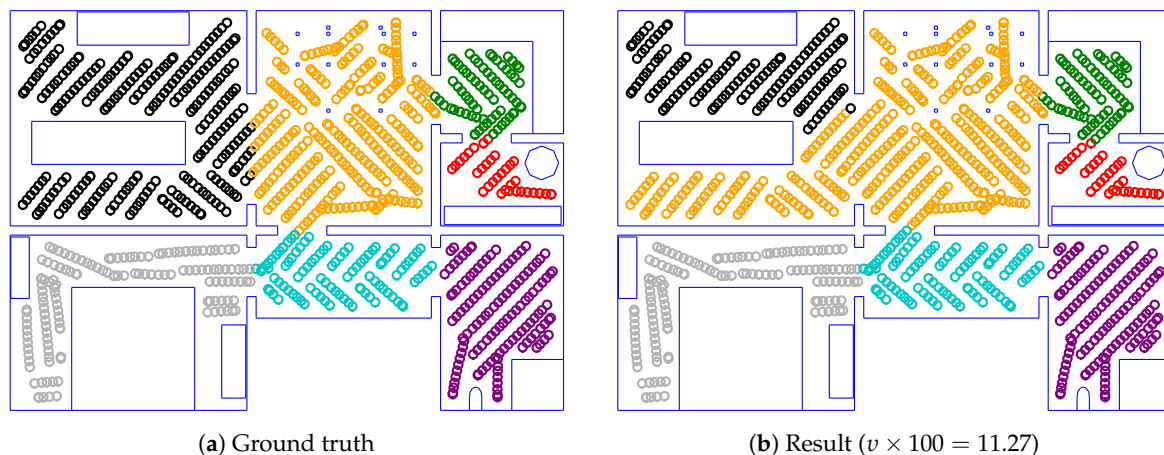 (a) Ground truth
(b) Result (v × 100 = 11.27)